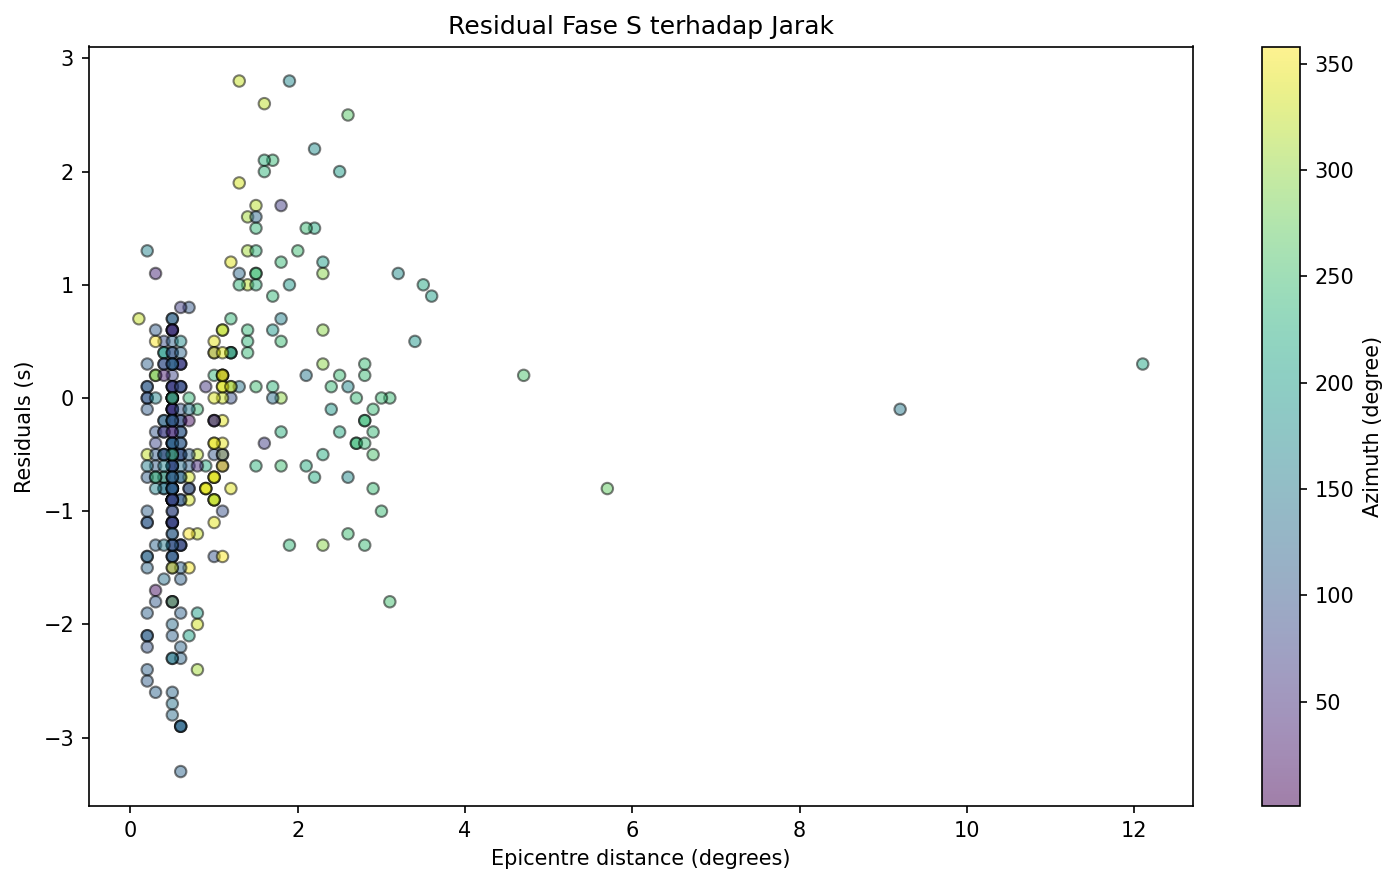 Residual Fase S terhadap Jarak
Residuals (s)
3
2
1
0
−1
−2
−3
0 2 4 6 8 10 12
Epicentre distance (degrees)
350
300
250
200
150
100
50
Azimuth (degree)